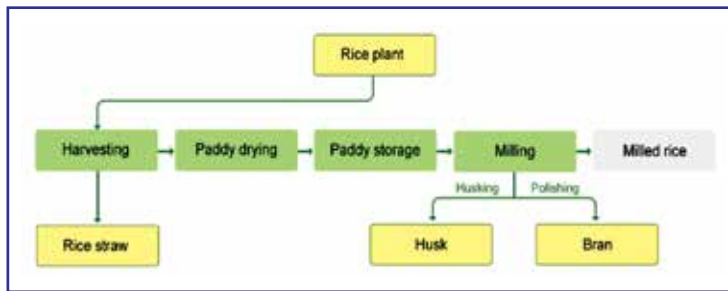 Rice plant
Harvesting
Paddy drying
Paddy storage
Milling
Milled rice
Husking
Polishing
Rice straw
Husk
Bran